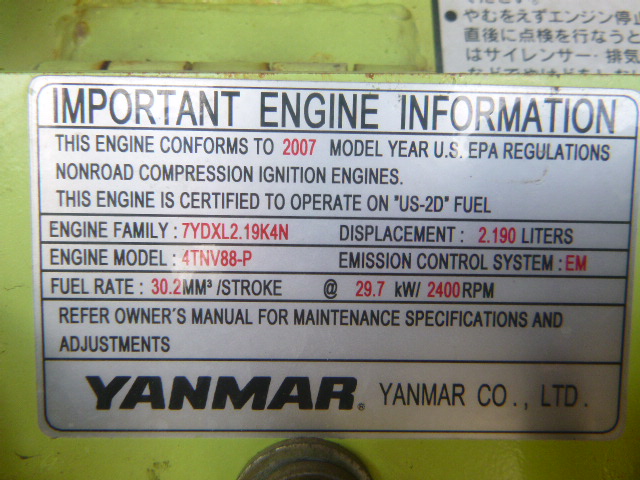 ●やむをえずエンジン停止
直後に点検を行なうと
はサイレンサー・排気
IMPORTANT ENGINE INFORMATION
THIS ENGINE CONFORMS TO 2007 MODEL YEAR U.S. EPA REGULATIONS
NONROAD COMPRESSION IGNITION ENGINES.
THIS ENGINE IS CERTIFIED TO OPERATE ON "US-2D" FUEL
ENGINE FAMILY : 7YDXL2.19K4N DISPLACEMENT : 2.190 LITERS
ENGINE MODEL : 4TNV88-P EMISSION CONTROL SYSTEM : EM
FUEL RATE : 30.2MM³/STROKE @ 29.7 kW/ 2400RPM
REFER OWNER'S MANUAL FOR MAINTENANCE SPECIFICATIONS AND
ADJUSTMENTS
YANMAR® YANMAR CO., LTD.